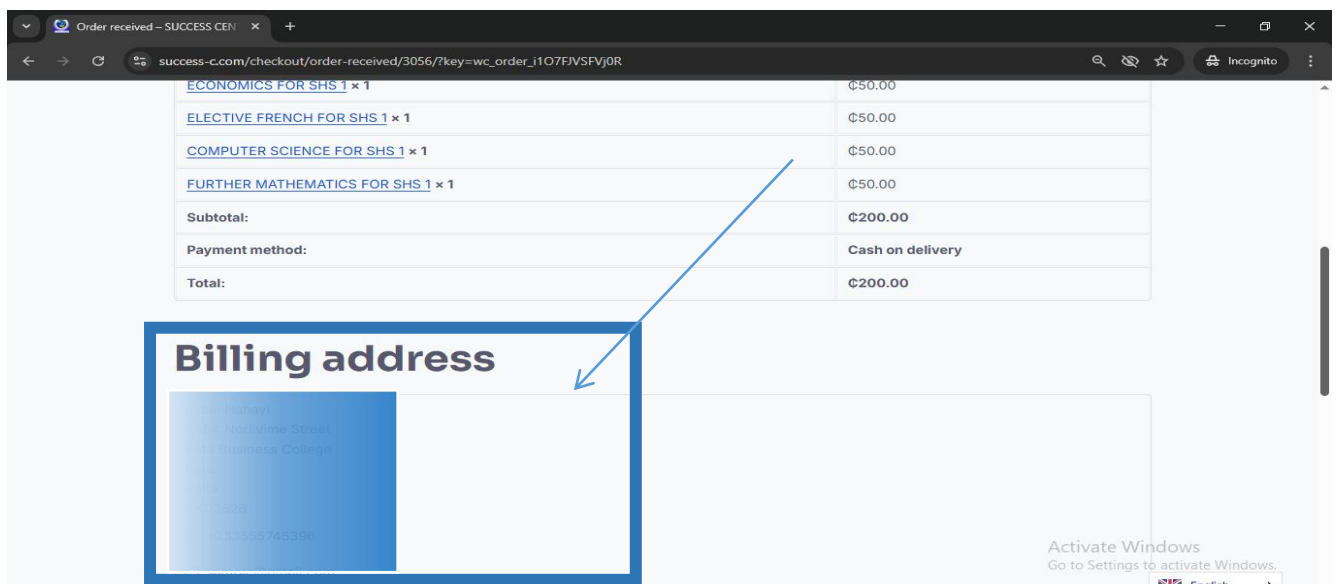 Order received – SUCCESS CEN
success-c.com/checkout/order-received/3056/?key=wc_order_i1O7FJVSFVj0R
Incognito
ECONOMICS FOR SHS 1 × 1 ₵50.00
ELECTIVE FRENCH FOR SHS 1 × 1 ₵50.00
COMPUTER SCIENCE FOR SHS 1 × 1 ₵50.00
FURTHER MATHEMATICS FOR SHS 1 × 1 ₵50.00
Subtotal: ₵200.00
Payment method: Cash on delivery
Total: ₵200.00
Billing address
Activate Windows
Go to Settings to activate Windows.
English